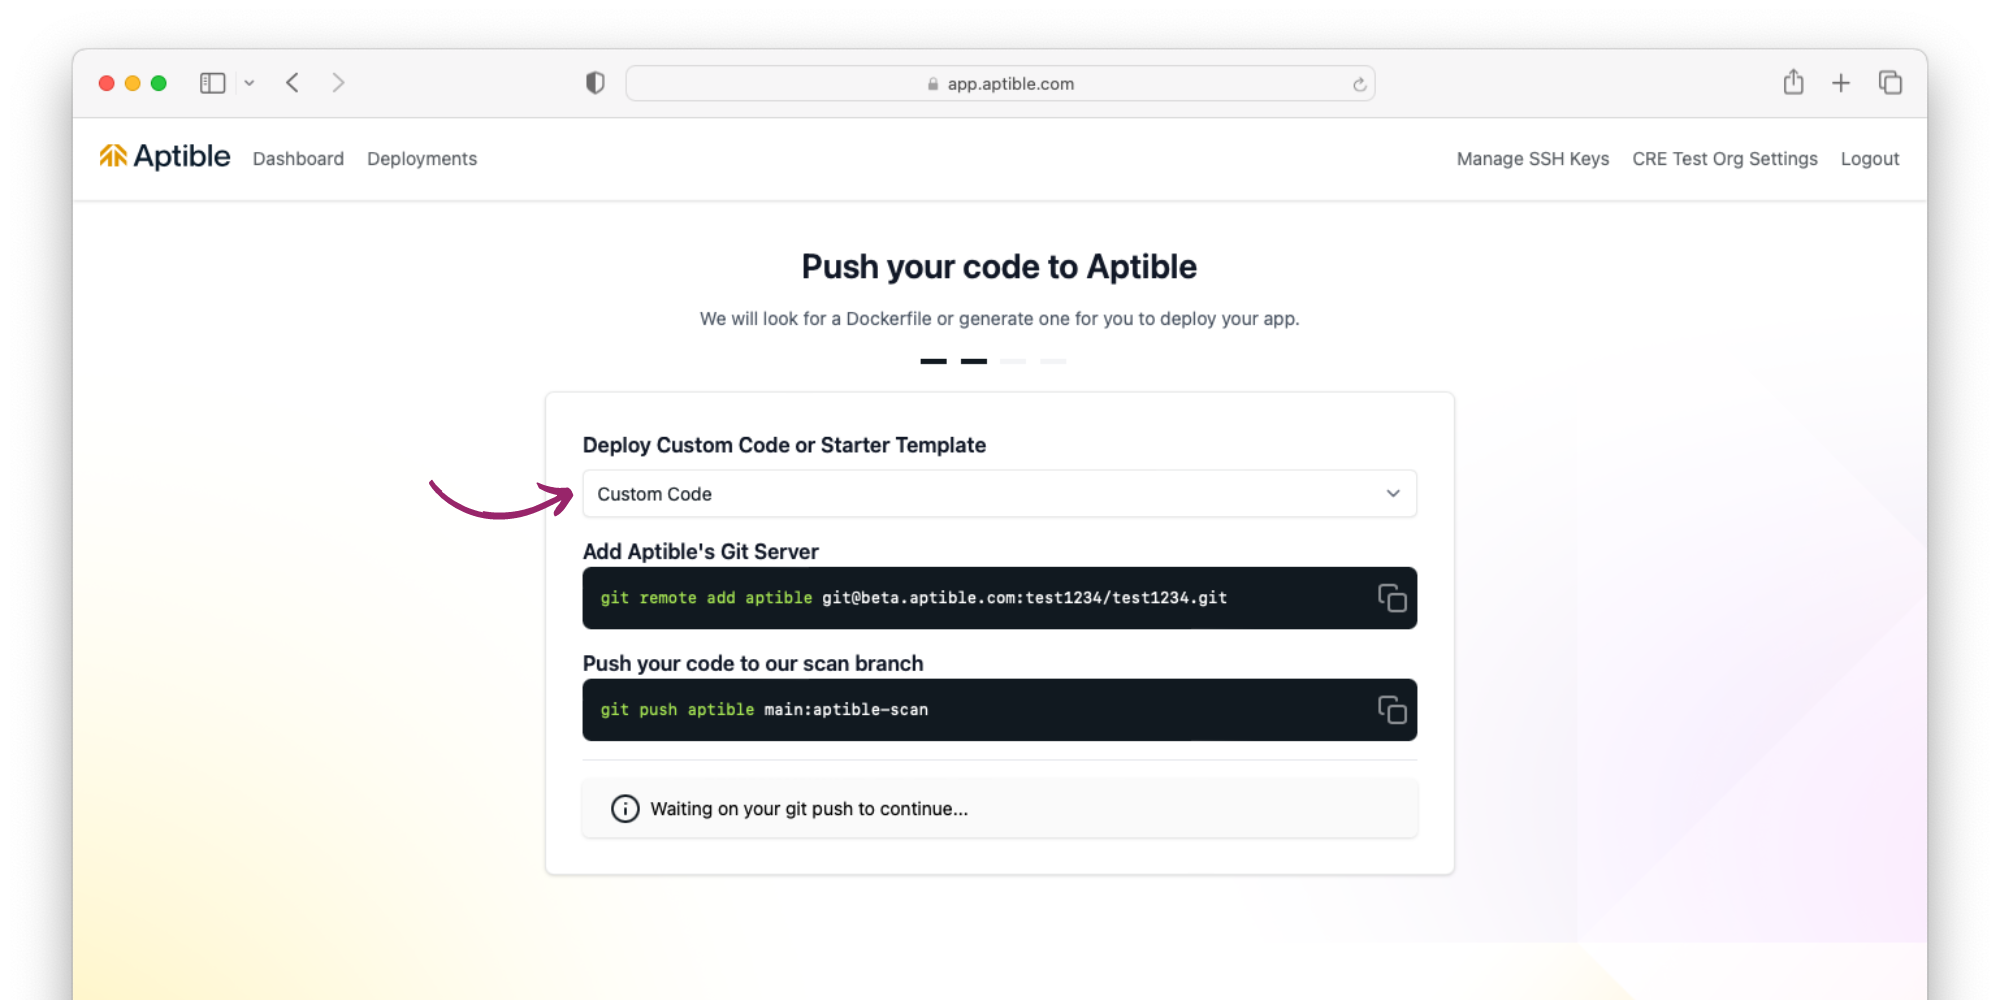 app.aptible.com
Aptible Dashboard Deployments Manage SSH Keys CRE Test Org Settings Logout
Push your code to Aptible
We will look for a Dockerfile or generate one for you to deploy your app.
Deploy Custom Code or Starter Template
Custom Code
Add Aptible's Git Server
git remote add aptible git@beta.aptible.com:test1234/test1234.git
Push your code to our scan branch
git push aptible main:aptible-scan
Waiting on your git push to continue...